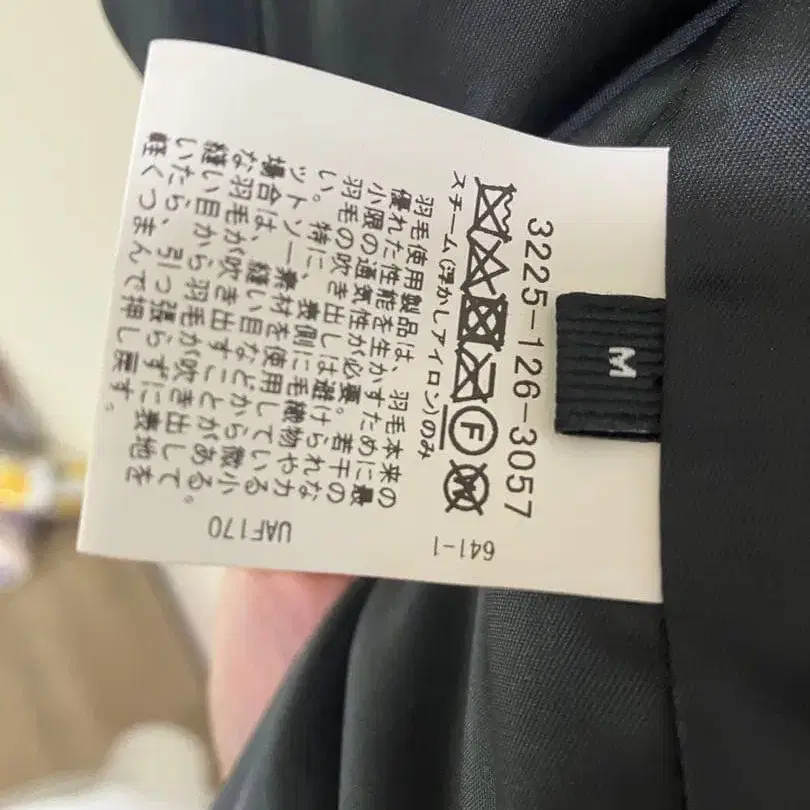 3225-126-3057
M
F
W
スチーム(浮かしアイロン)のみ
羽毛使用製品は、羽毛本来の
優れた性能を生かすために最
小限の通気性が必要。若干の
羽毛の吹き出しは避けられな
い。特に、表側に毛織物やカ
ットソー素材を使用している
場合は、縫い目などから微小
な羽毛が吹き出すことがある。
縫い目から羽毛が吹き出して
いたら、引っ張らずに表地を
軽くつまんで押し戻す。
641-1
UAF170